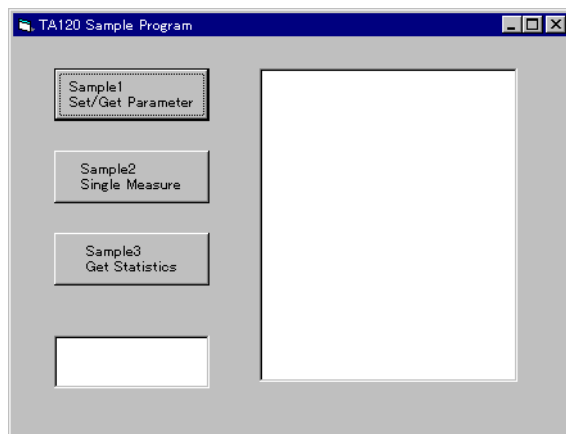 TA120 Sample Program
Sample1
Set/Get Parameter
Sample2
Single Measure
Sample3
Get Statistics